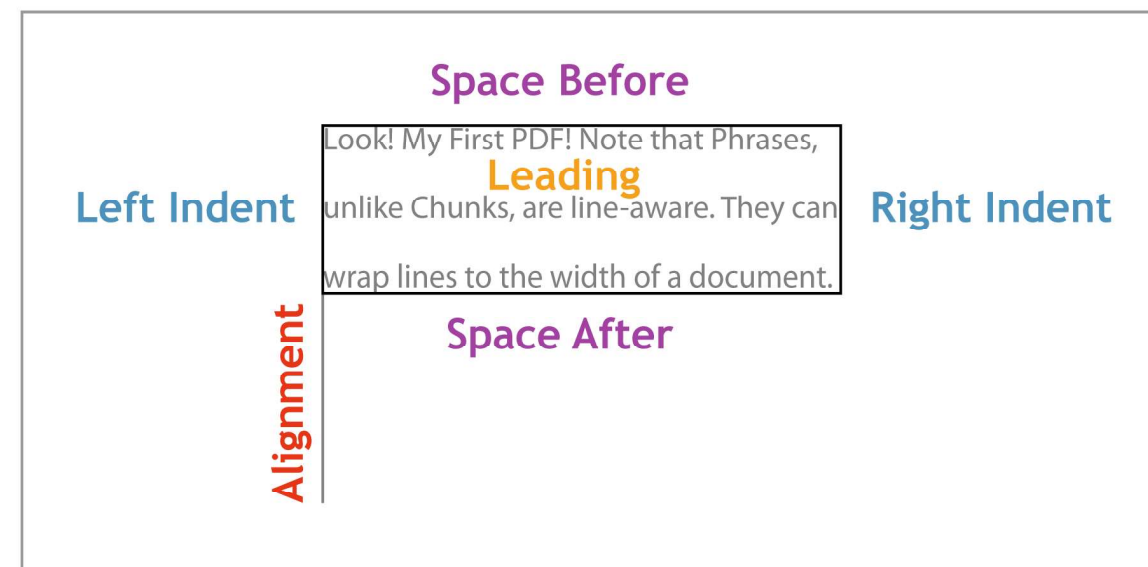 Space Before
Look! My First PDF! Note that Phrases,
Leading
Left Indent
unlike Chunks, are line-aware. They can
Right Indent
wrap lines to the width of a document.
Space After
Alignment